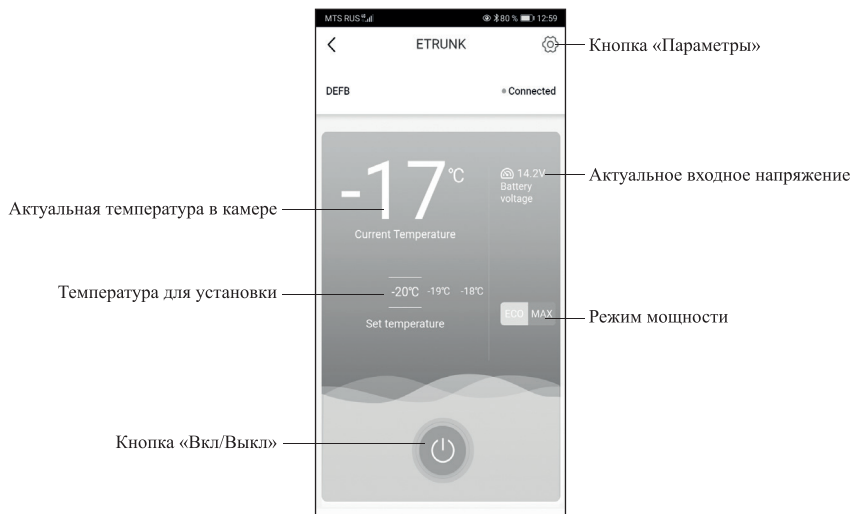 MTS RUS 80 % 12:59
ETRUNK
Кнопка «Параметры»
DEFB
Connected
-17 °C
14.2V
Battery
voltage
Актуальное входное напряжение
Актуальная температура в камере
Current Temperature
Температура для установки
-20°C -19°C -18°C
Set temperature
ECO MAX
Режим мощности
Кнопка «Вкл/Выкл»